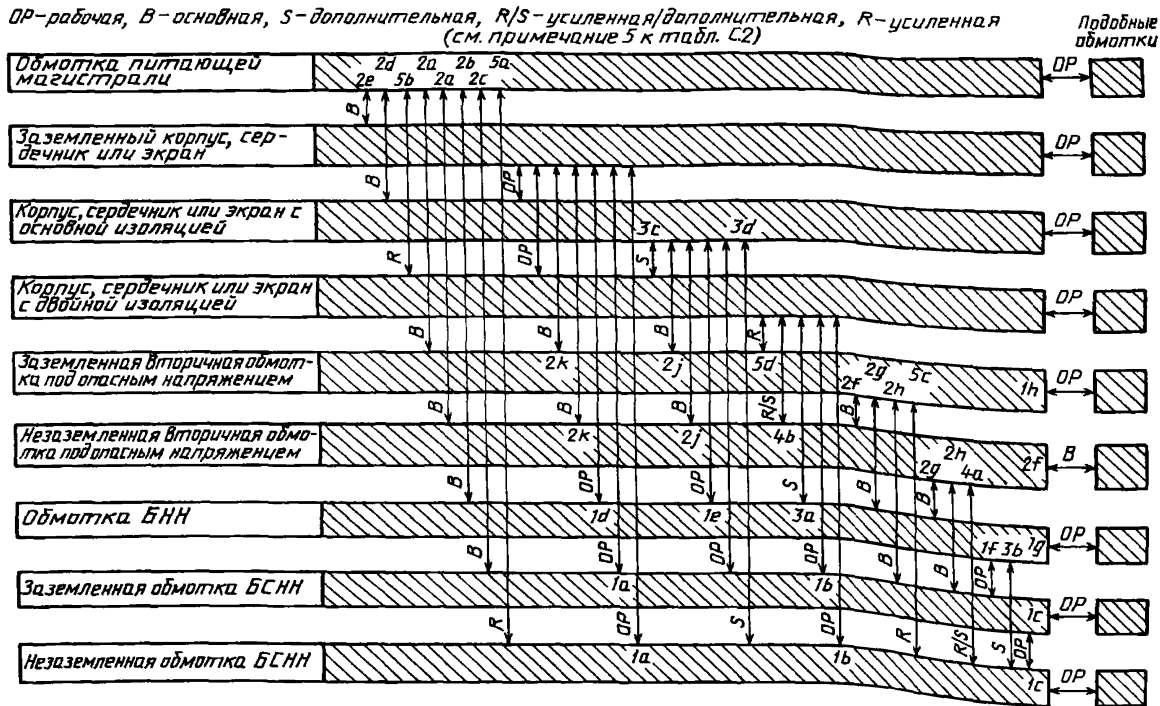 ОР-рабочая, В-основная, S-дополнительная, R/S-усиленная/дополнительная, R-усиленная
(см. примечание 5 к табл. С.2)
Подобные
обмотки
Обмотка питающей
магистрали
2d 2a 2b 5a
2e 5b 2a 2c
OP
B
Заземленный корпус, сер-
дечник или экран
OP
B
OP
Корпус, сердечник или экран с
основной изоляцией
3c 3d
OP
R
OP
S
Корпус, сердечник или экран
с двойной изоляцией
OP
B
B
B
R
Заземленная вторичная обмот-
ка под опасным напряжением
2k
2j
5d
2f
2g
2h
5c
1h
OP
B
B
B
R/S
B
Незаземленная вторичная обмо-
тка под опасным напряжением
2k
2j
4b
2g
2h
4a
2f
B
B
OP
OP
S
B
B
Обмотка БНН
1d
1e
3a
1f
3b
1g
OP
B
OP
OP
OP
B
B
OP
Заземленная обмотка БСНН
1a
1b
1c
OP
R
OP
S
OP
R
R/S
S
OP
Незаземленная обмотка БСНН
1a
1b
1c
OP